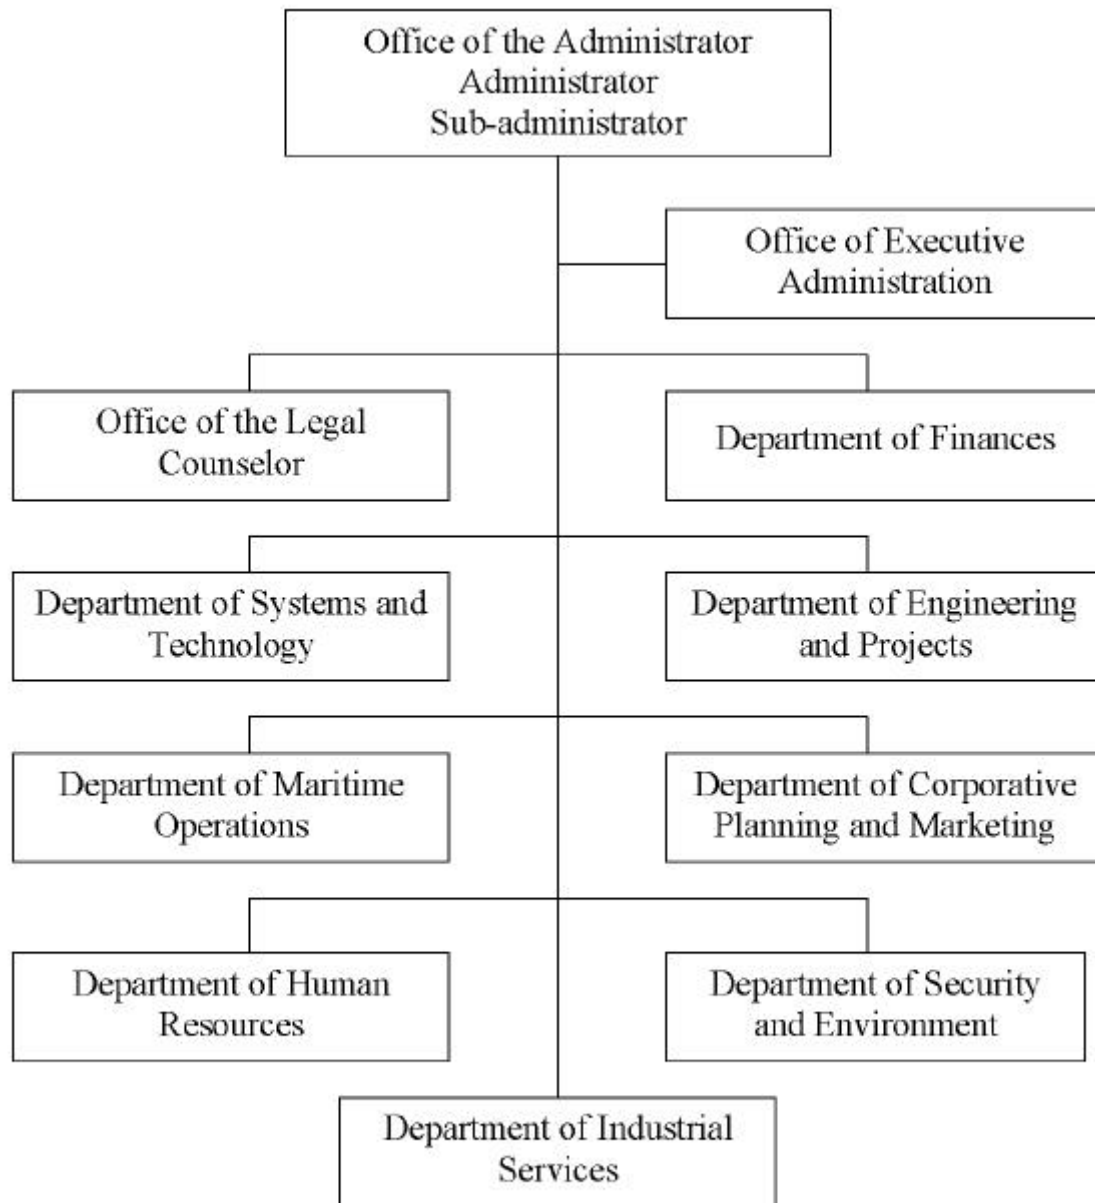 Office of the Administrator
Administrator
Sub-administrator
Office of Executive
Administration
Office of the Legal
Counselor
Department of Finances
Department of Systems and
Technology
Department of Engineering
and Projects
Department of Maritime
Operations
Department of Corporative
Planning and Marketing
Department of Human
Resources
Department of Security
and Environment
Department of Industrial
Services